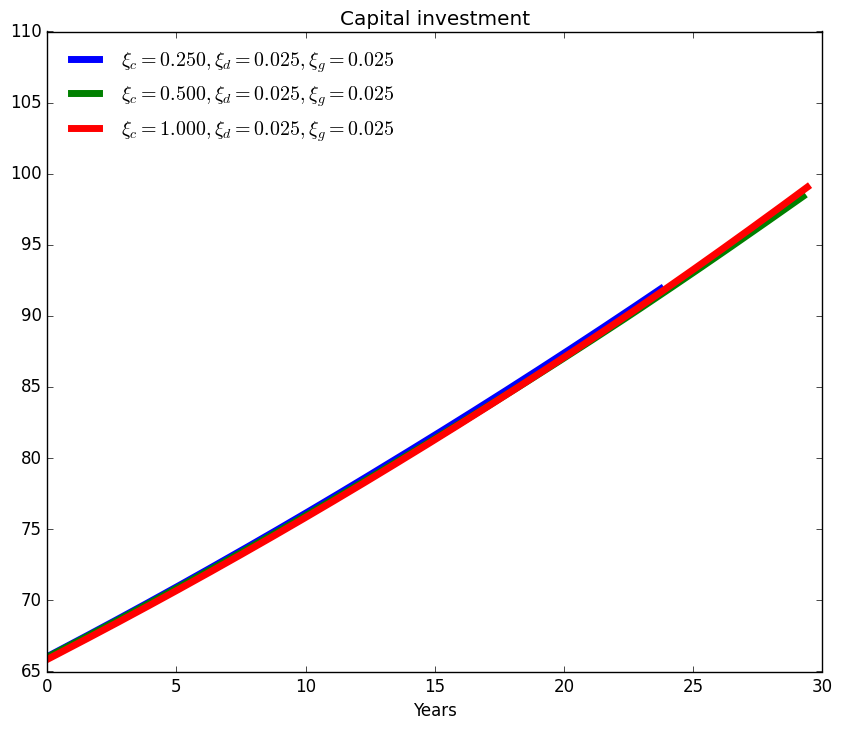 Capital investment
110
ξ_c = 0.250, ξ_d = 0.025, ξ_g = 0.025
105
ξ_c = 0.500, ξ_d = 0.025, ξ_g = 0.025
ξ_c = 1.000, ξ_d = 0.025, ξ_g = 0.025
100
95
90
85
80
75
70
65
0 5 10 15 20 25 30
Years